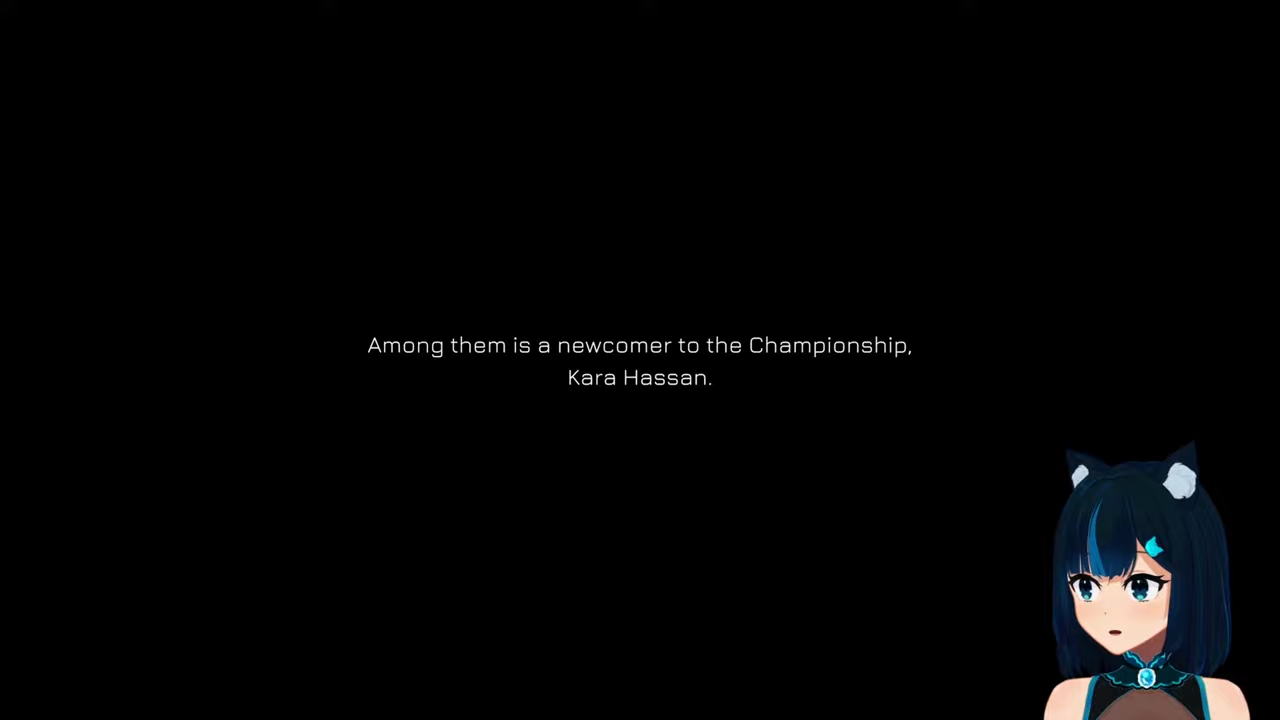 Among them is a newcomer to the Championship,
Kara Hassan.